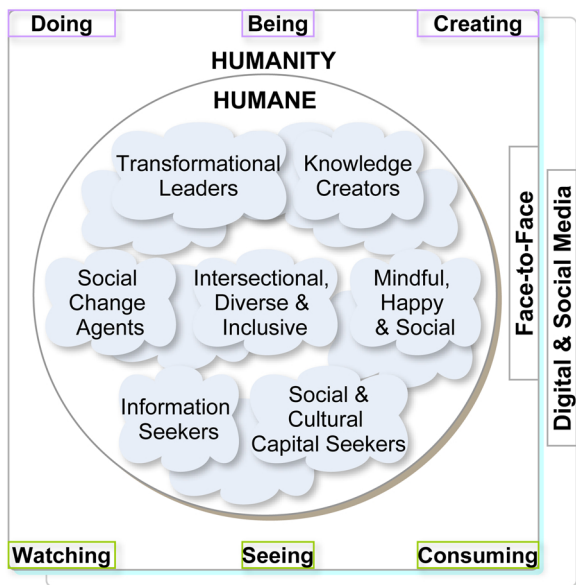 Doing
Being
Creating
HUMANITY
HUMANE
Transformational
Leaders
Knowledge
Creators
Social
Change
Agents
Intersectional,
Diverse &
Inclusive
Mindful,
Happy
& Social
Information
Seekers
Social &
Cultural
Capital Seekers
Face-to-Face
Digital & Social Media
Watching
Seeing
Consuming